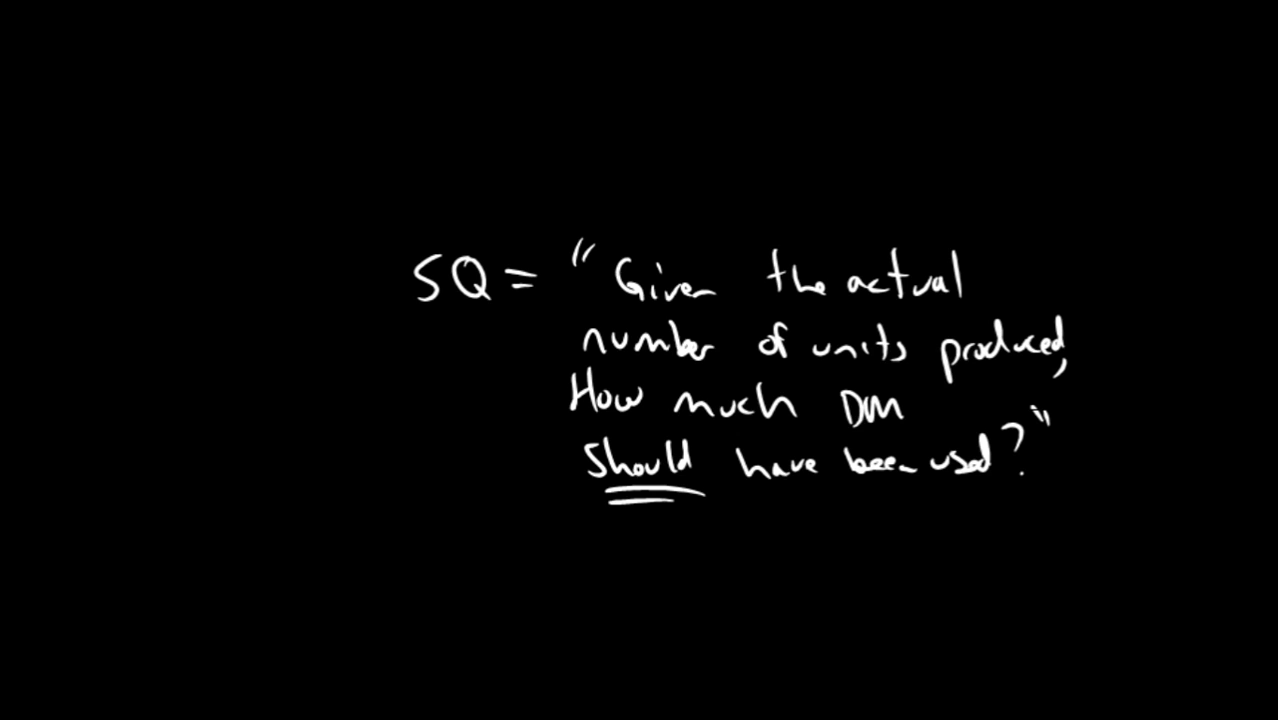 SQ = "Given the actual
number of units produced,
How much DM
should have been used?"